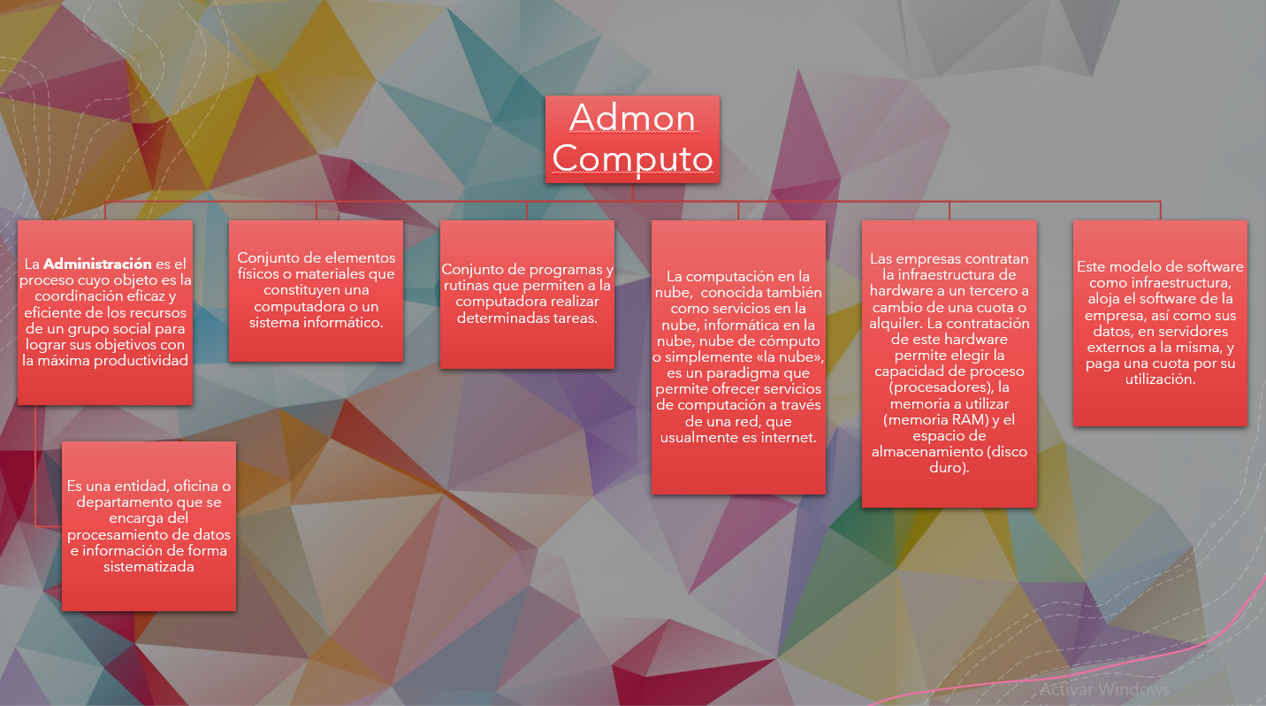 Admon
Computo
La Administración es el
proceso cuyo objeto es la
coordinación eficaz y
eficiente de los recursos
de un grupo social para
lograr sus objetivos con
la máxima productividad
Conjunto de elementos
físicos o materiales que
constituyen una
computadora o un
sistema informático.
Conjunto de programas y
rutinas que permiten a la
computadora realizar
determinadas tareas.
La computación en la
nube, conocida también
como servicios en la
nube, informática en la
nube, nube de cómputo
o simplemente «la nube»,
es un paradigma que
permite ofrecer servicios
de computación a través
de una red, que
usualmente es internet.
Las empresas contratan
la infraestructura de
hardware a un tercero a
cambio de una cuota o
alquiler. La contratación
de este hardware
permite elegir la
capacidad de proceso
(procesadores), la
memoria a utilizar
(memoria RAM) y el
espacio de
almacenamiento (disco
duro).
Este modelo de software
como infraestructura,
aloja el software de la
empresa, así como sus
datos, en servidores
externos a la misma, y
paga una cuota por su
utilización.
Es una entidad, oficina o
departamento que se
encarga del
procesamiento de datos
e información de forma
sistematizada
Activar Windows